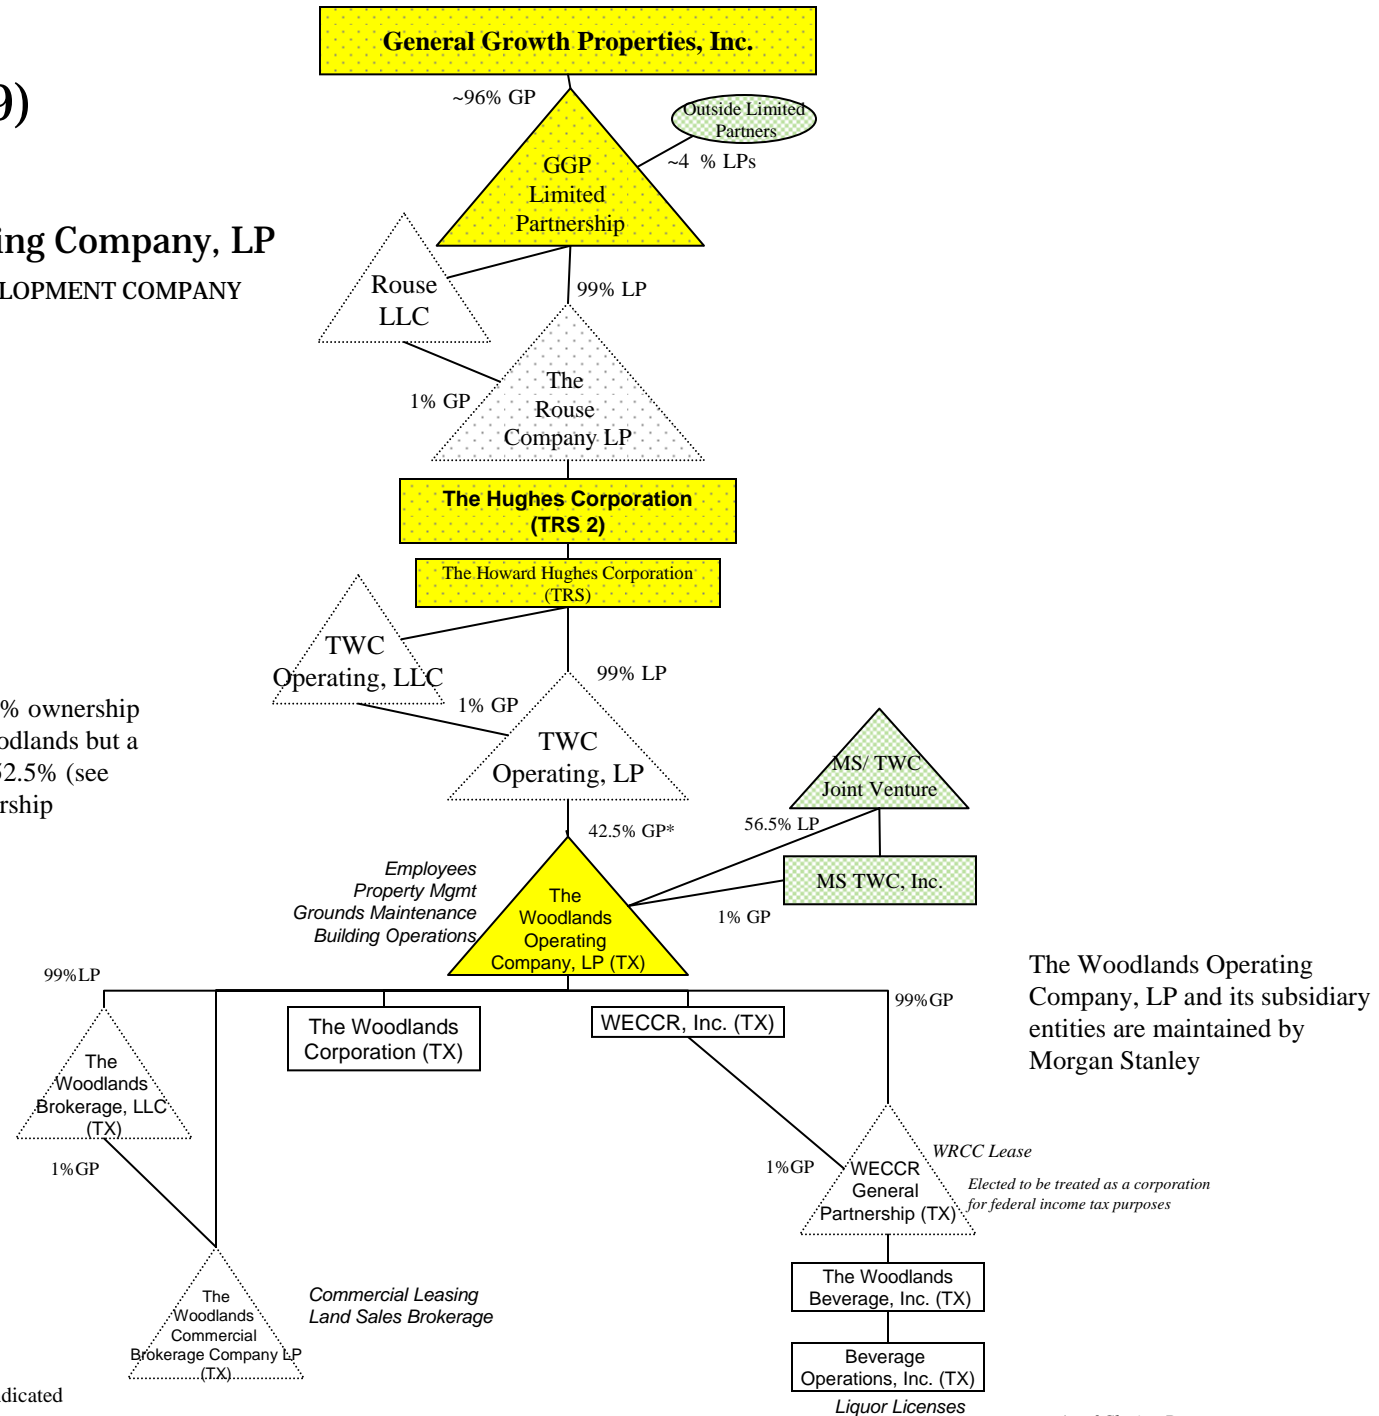 General Growth Properties, Inc.
9)
~96% GP
Outside Limited
Partners
~4 % LPs
GGP
Limited
Partnership
ing Company, LP
LOPMENT COMPANY
Rouse
LLC
99% LP
1% GP
The
Rouse
Company LP
The Hughes Corporation
(TRS 2)
The Howard Hughes Corporation
(TRS)
TWC
Operating, LLC
99% LP
1% GP
% ownership
odlands but a
52.5% (see
rship
TWC
Operating, LP
MS/ TWC
Joint Venture
42.5% GP*
56.5% LP
MS TWC, Inc.
1% GP
Employees
Property Mgmt
Grounds Maintenance
Building Operations
The
Woodlands
Operating
Company, LP (TX)
The Woodlands Operating
Company, LP and its subsidiary
entities are maintained by
Morgan Stanley
99%LP
99%GP
The Woodlands
Corporation (TX)
WECCR, Inc. (TX)
The
Woodlands
Brokerage, LLC
(TX)
1%GP
1%GP
WECCR
General
Partnership (TX)
WRCC Lease
Elected to be treated as a corporation
for federal income tax purposes
The
Woodlands
Commercial
Brokerage Company LP
(TX)
Commercial Leasing
Land Sales Brokerage
The Woodlands
Beverage, Inc. (TX)
Beverage
Operations, Inc. (TX)
Liquor Licenses
dicated